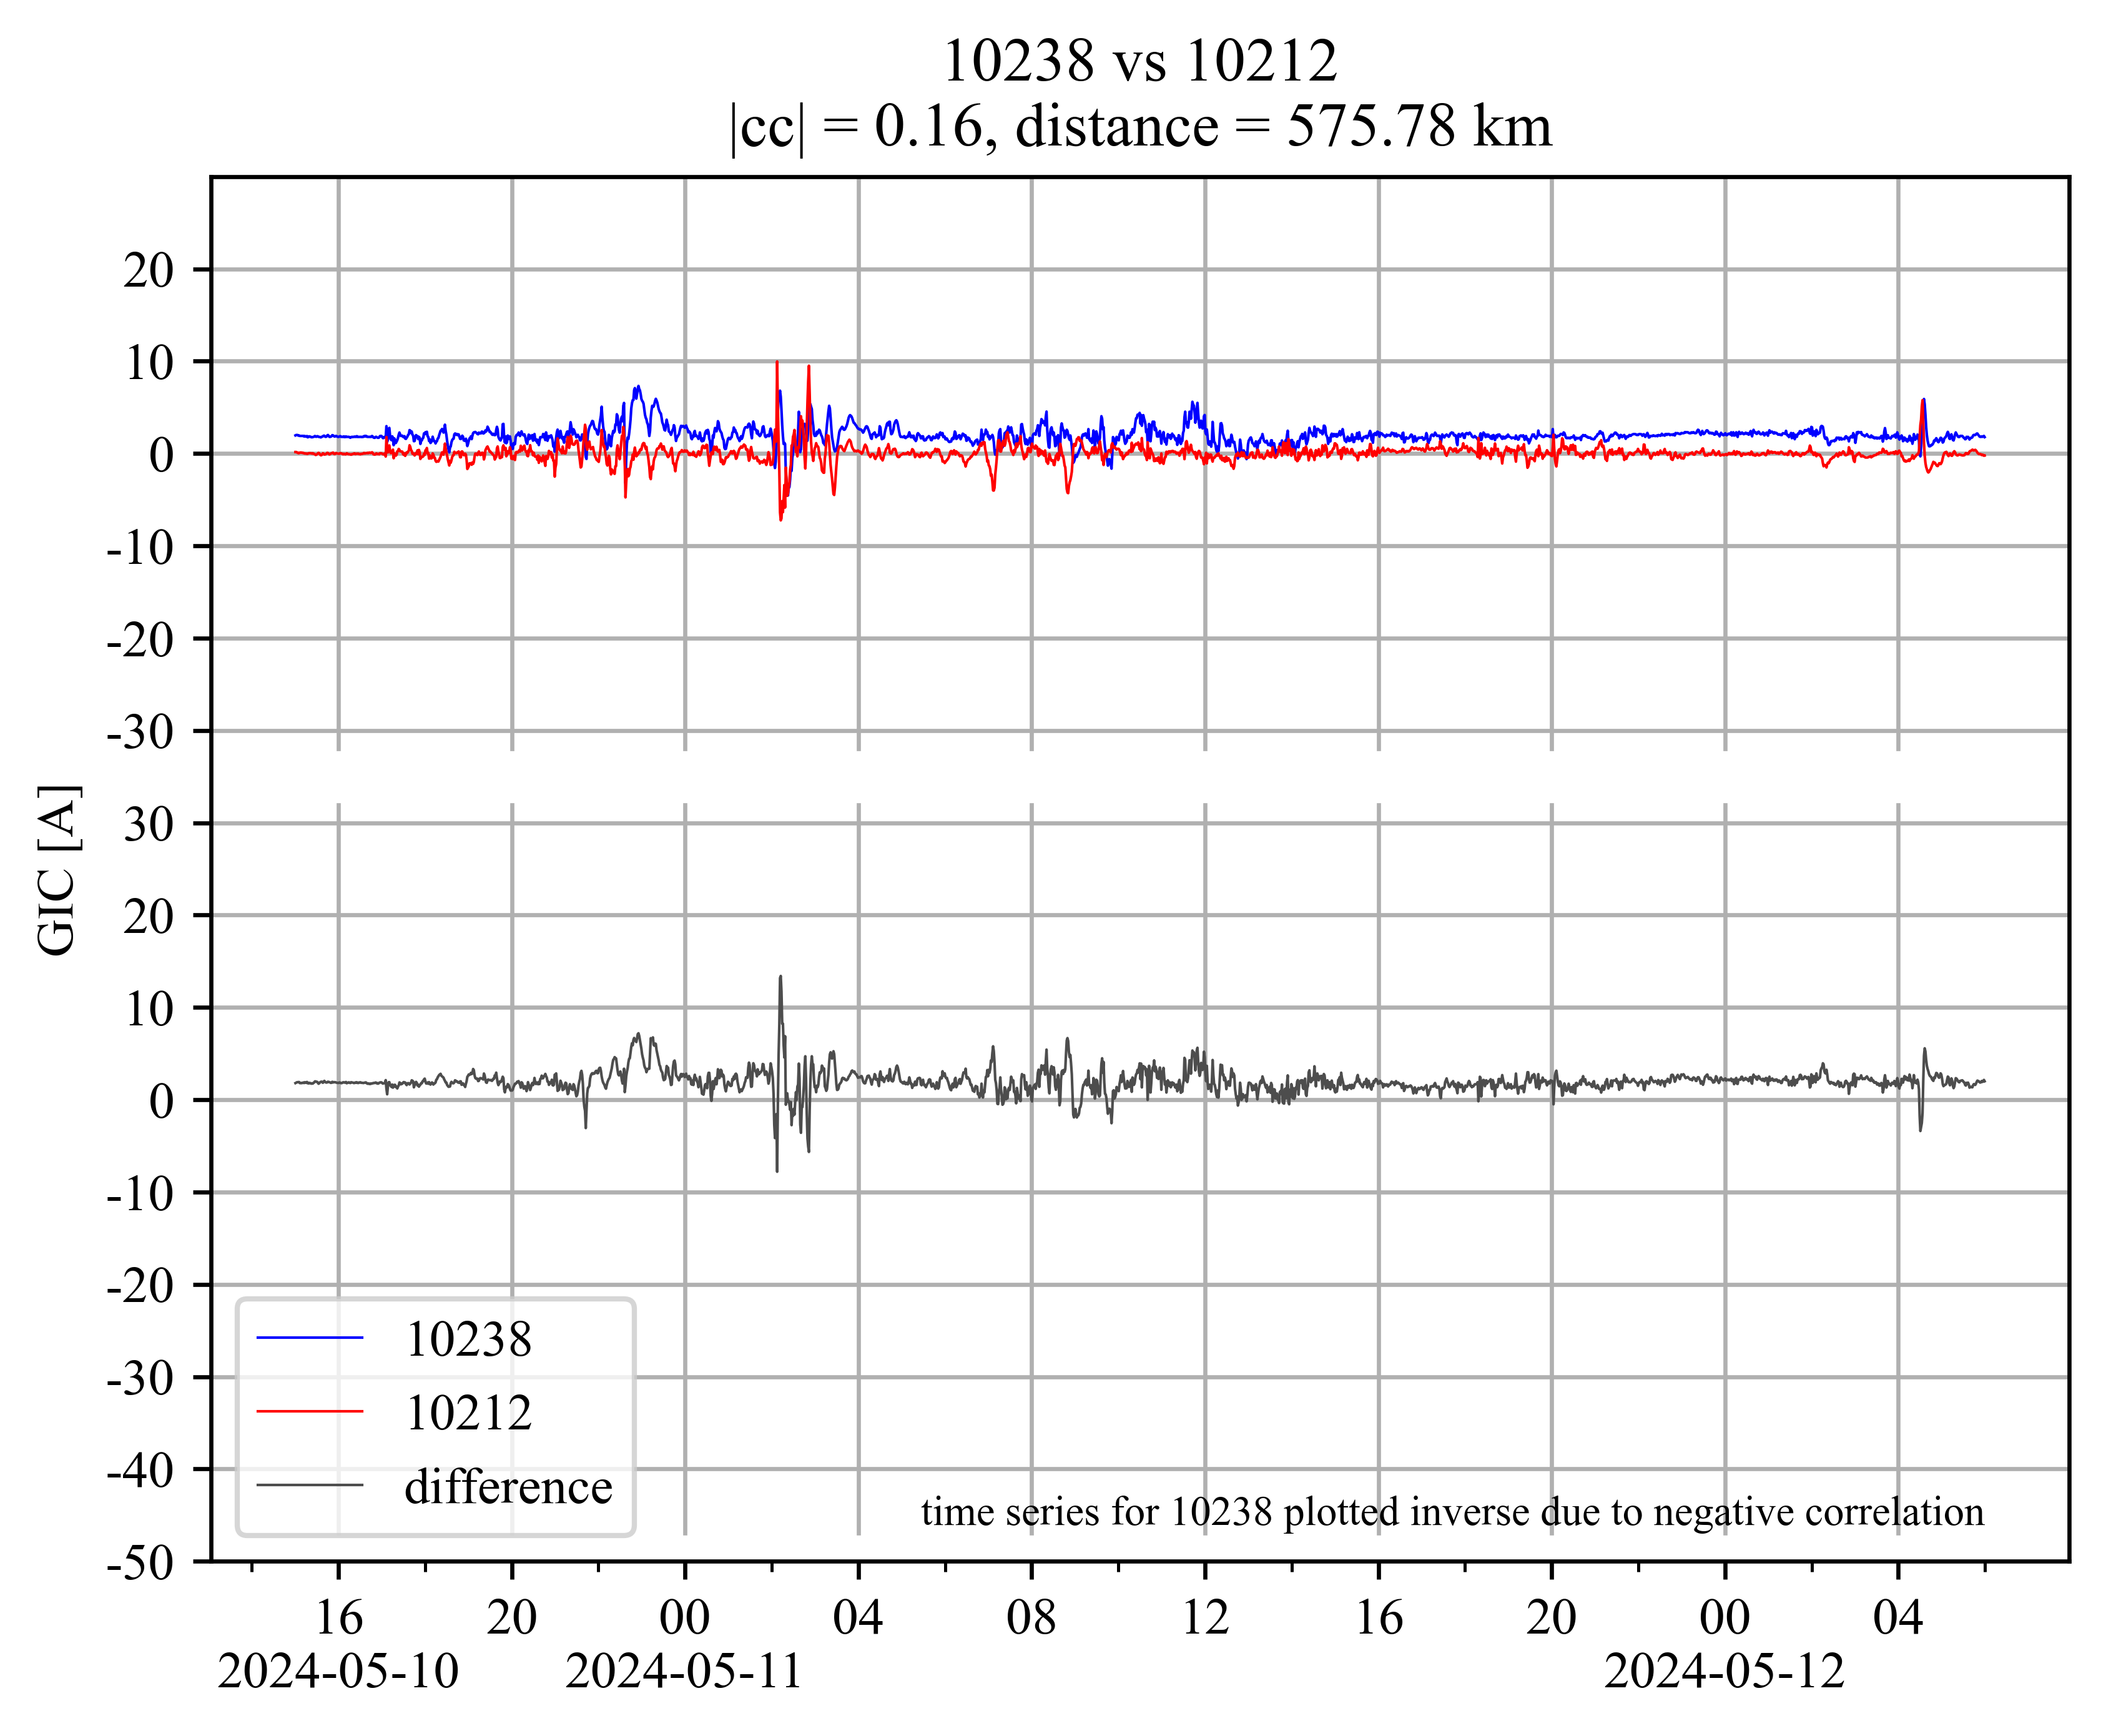 10238 vs 10212
|cc| = 0.16, distance = 575.78 km
20
10
0
-10
-20
-30
30
20
10
0
-10
-20
-30
-40
-50
GIC [A]
10238
10212
difference
time series for 10238 plotted inverse due to negative correlation
16 20 00 04 08 12 16 20 00 04
2024-05-10 2024-05-11 2024-05-12